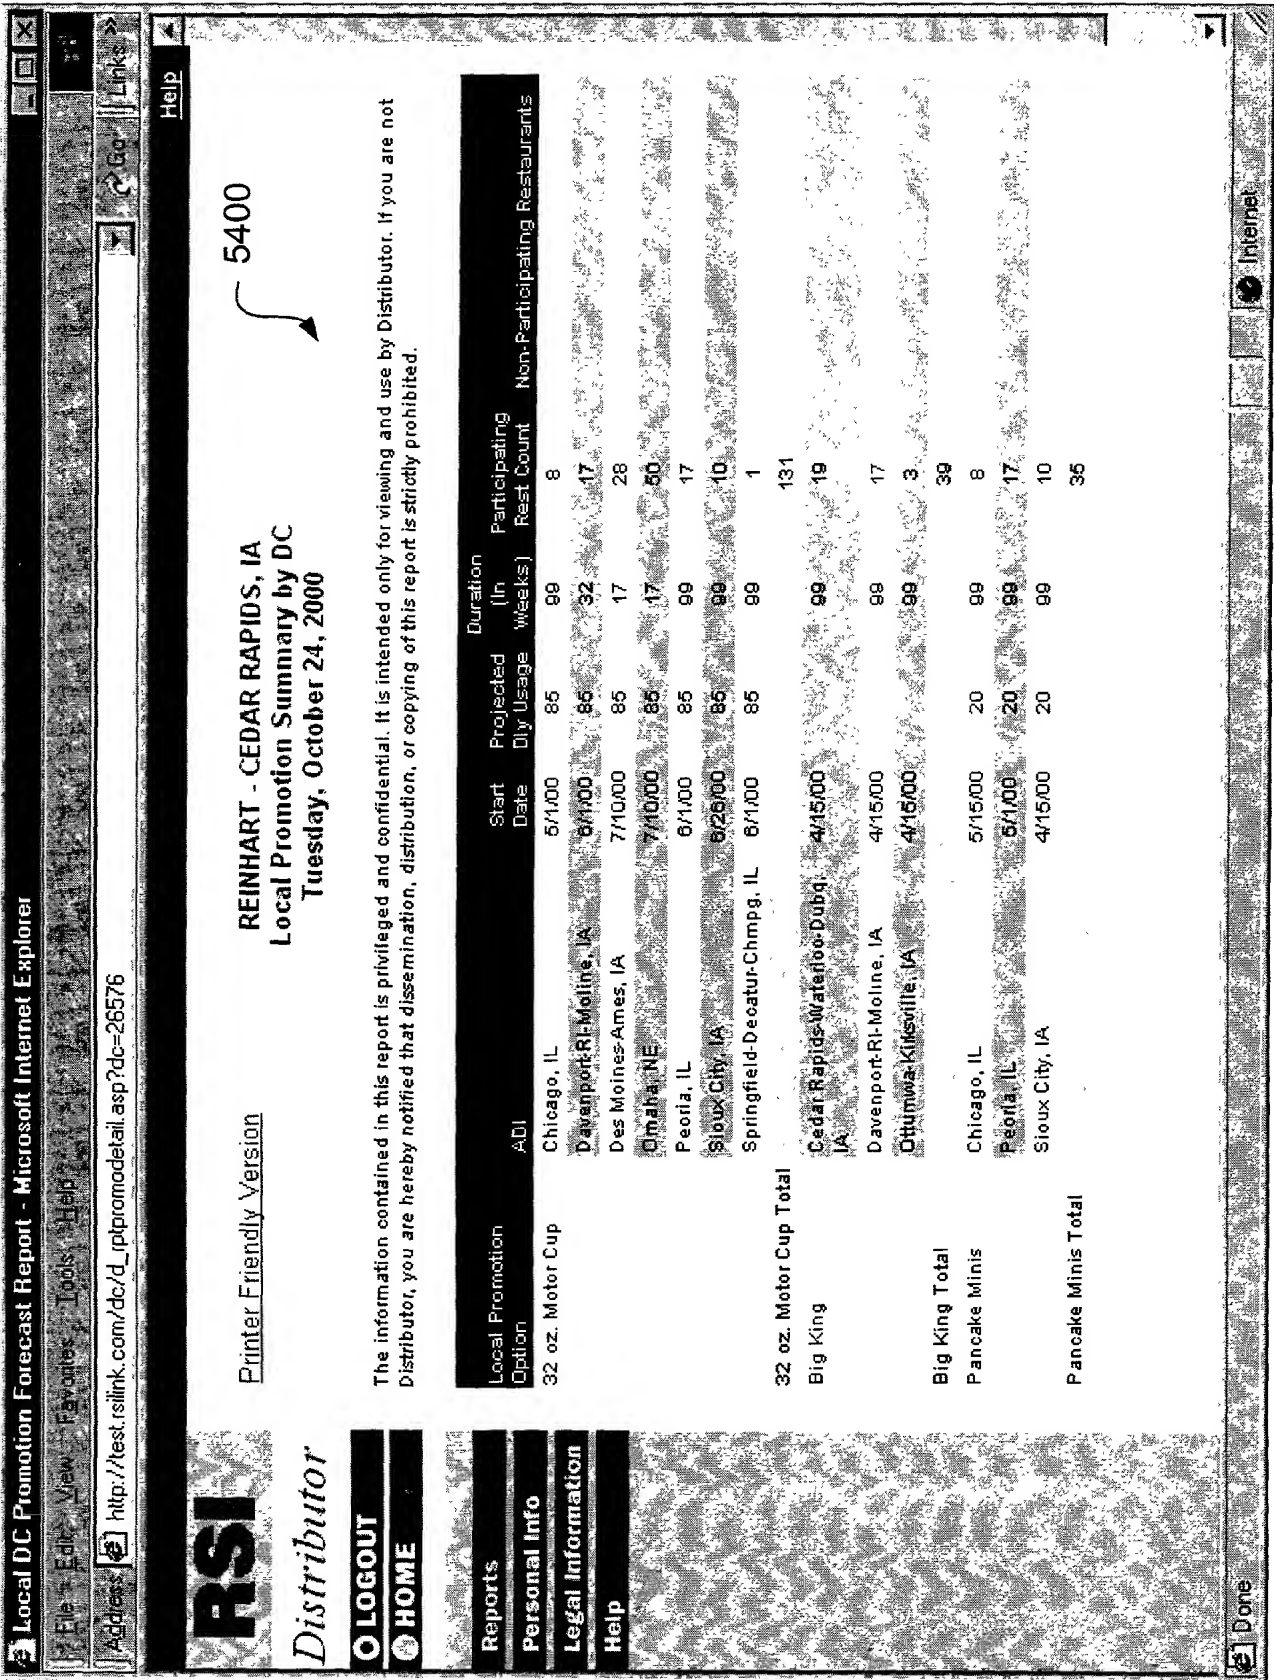 Local DC Promotion Forecast Report - Microsoft Internet Explorer
File Edit View Favorites Tools Help
Address http://test.rsilink.com/dc/d_rptpromodetail.asp?dc=26576 Go Links »
Help
RSI
Distributor
LOGOUT
HOME
Reports
Personal Info
Legal Information
Help
Printer Friendly Version
REINHART - CEDAR RAPIDS, IA
Local Promotion Summary by DC
Tuesday, October 24, 2000
5400
The information contained in this report is privileged and confidential. It is intended only for viewing and use by Distributor. If you are not
Distributor, you are hereby notified that dissemination, distribution, or copying of this report is strictly prohibited.
Local Promotion Option ADI Start Date Projected Dly Usage Duration (In Weeks) Participating Rest Count Non-Participating Restaurants
32 oz. Motor Cup Chicago, IL 5/1/00 85 99 8
Davenport-RI-Moline, IA 6/1/00 85 32 17
Des Moines-Ames, IA 7/10/00 85 17 28
Omaha, NE 7/10/00 85 17 50
Peoria, IL 6/1/00 85 99 17
Sioux City, IA 6/26/00 85 99 10
Springfield-Decatur-Chmpg, IL 6/1/00 85 99 1
32 oz. Motor Cup Total 131
Big King Cedar Rapids-Waterloo-Dubq, IA 4/15/00 99 19
Davenport-RI-Moline, IA 4/15/00 99 17
Ottumwa-Kirksville, IA 4/15/00 99 3
Big King Total 39
Pancake Minis Chicago, IL 5/15/00 20 99 8
Peoria, IL 5/1/00 20 99 17
Sioux City, IA 4/15/00 20 99 10
Pancake Minis Total 35
Done
Internet